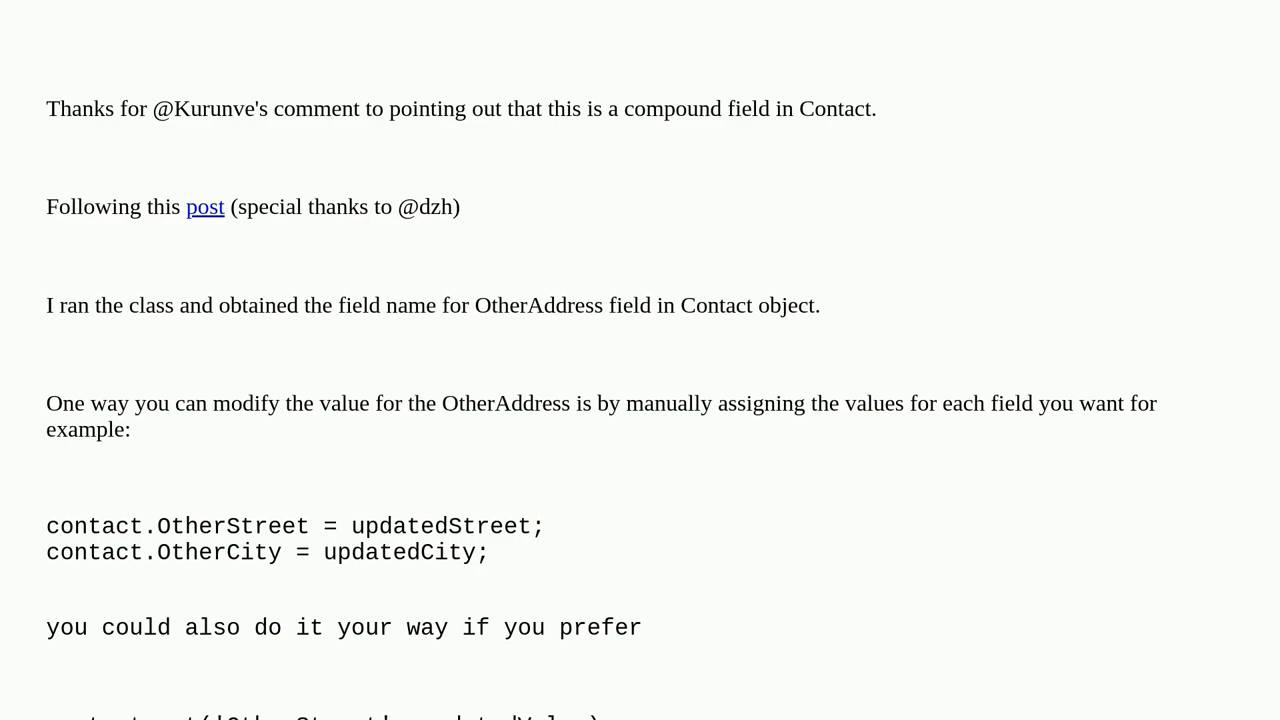 Thanks for @Kurunve's comment to pointing out that this is a compound field in Contact.
Following this post (special thanks to @dzh)
I ran the class and obtained the field name for OtherAddress field in Contact object.
One way you can modify the value for the OtherAddress is by manually assigning the values for each field you want for
example:
contact.OtherStreet = updatedStreet;
contact.OtherCity = updatedCity;
you could also do it your way if you prefer